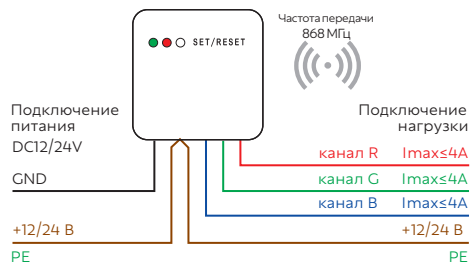 Частота передачи
868 МГц
SET/RESET
Подключение
питания
DC12/24V
GND
+12/24 В
PE
Подключение
нагрузки
канал R Imax≤4A
канал G Imax≤4A
канал B Imax≤4A
+12/24 В
PE